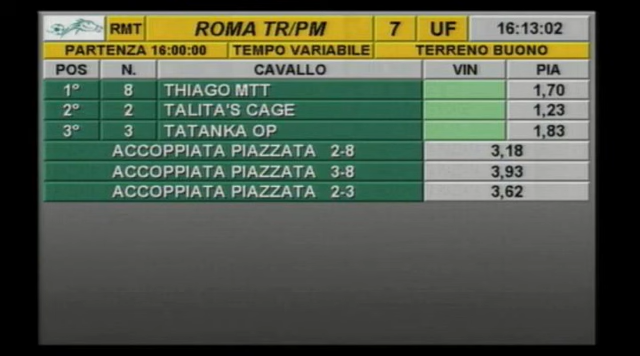 RMT ROMA TR/PM 7 UF 16:13:02
PARTENZA 16:00:00 TEMPO VARIABILE TERRENO BUONO
POS N. CAVALLO VIN PIA
1° 8 THIAGO MTT 1,70
2° 2 TALITA'S CAGE 1,23
3° 3 TATANKA OP 1,83
ACCOPPIATA PIAZZATA 2-8 3,18
ACCOPPIATA PIAZZATA 3-8 3,93
ACCOPPIATA PIAZZATA 2-3 3,62